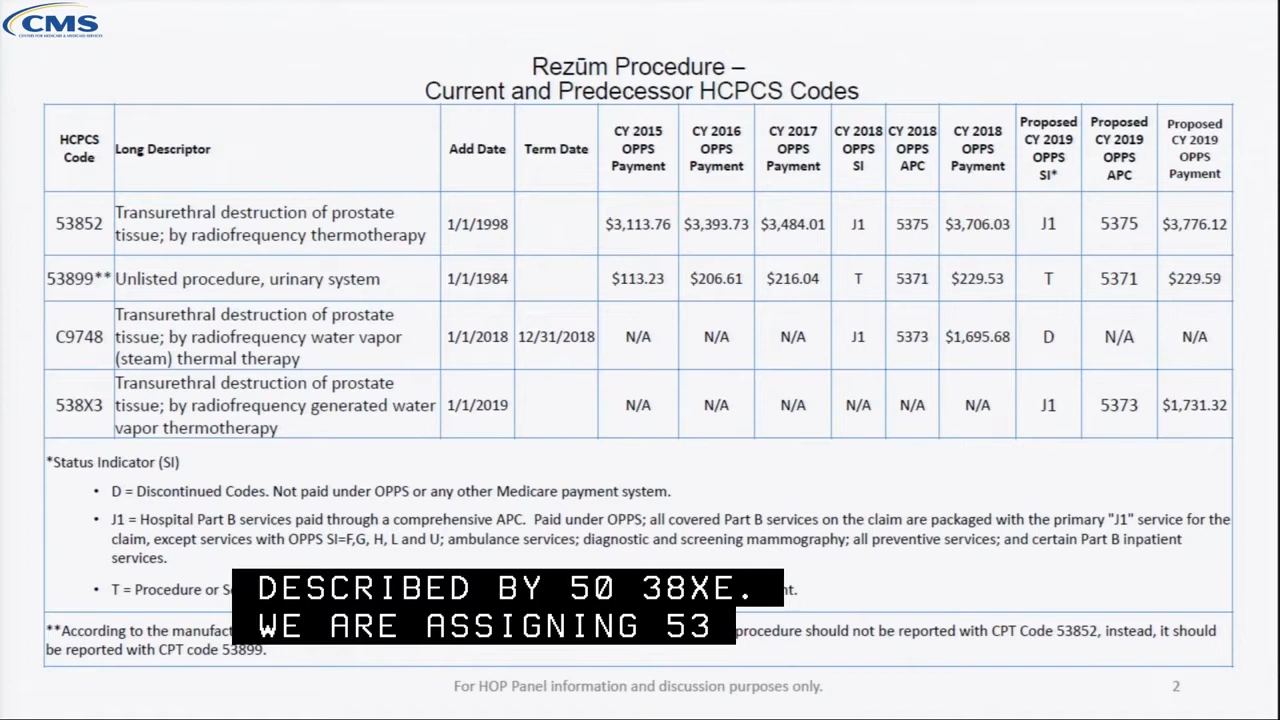 CMS
CENTERS FOR MEDICARE & MEDICAID SERVICES
Rezūm Procedure –
Current and Predecessor HCPCS Codes
HCPCS Code Long Descriptor Add Date Term Date CY 2015 OPPS Payment CY 2016 OPPS Payment CY 2017 OPPS Payment CY 2018 OPPS SI CY 2018 OPPS APC CY 2018 OPPS Payment Proposed CY 2019 OPPS SI* Proposed CY 2019 OPPS APC Proposed CY 2019 OPPS Payment
53852 Transurethral destruction of prostate tissue; by radiofrequency thermotherapy 1/1/1998 $3,113.76 $3,393.73 $3,484.01 J1 5375 $3,706.03 J1 5375 $3,776.12
53899** Unlisted procedure, urinary system 1/1/1984 $113.23 $206.61 $216.04 T 5371 $229.53 T 5371 $229.59
C9748 Transurethral destruction of prostate tissue; by radiofrequency water vapor (steam) thermal therapy 1/1/2018 12/31/2018 N/A N/A N/A J1 5373 $1,695.68 D N/A N/A
538X3 Transurethral destruction of prostate tissue; by radiofrequency generated water vapor thermotherapy 1/1/2019 N/A N/A N/A N/A N/A N/A J1 5373 $1,731.32
*Status Indicator (SI)
• D = Discontinued Codes. Not paid under OPPS or any other Medicare payment system.
• J1 = Hospital Part B services paid through a comprehensive APC. Paid under OPPS; all covered Part B services on the claim are packaged with the primary "J1" service for the
claim, except services with OPPS SI=F,G, H, L and U; ambulance services; diagnostic and screening mammography; all preventive services; and certain Part B inpatient
services.
• T = Procedure or
DESCRIBED BY 50 38XE.
WE ARE ASSIGNING 53
**According to the procedure should not be reported with CPT Code 53852, instead, it should
be reported with CPT code 53899.
For HOP Panel information and discussion purposes only.
2